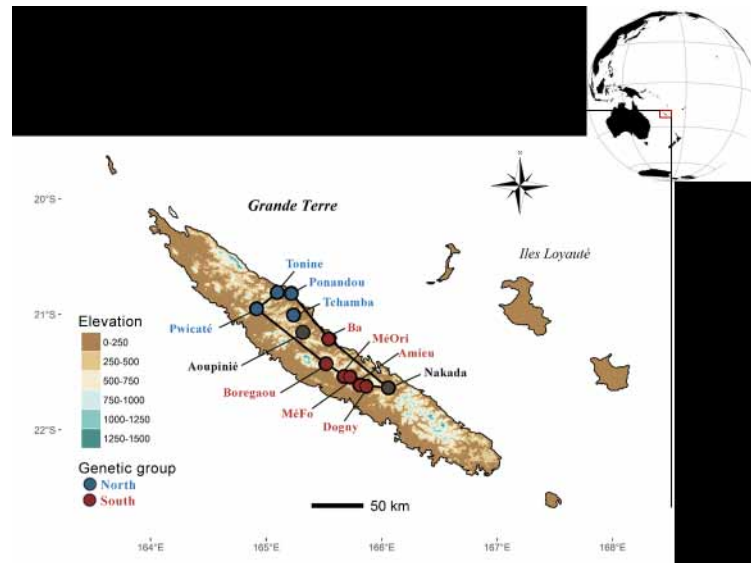 N
20°S
Grande Terre
Iles Loyauté
Tonine
Ponandou
Tchamba
21°S
Pwicaté
Ba
Elevation
MéOri
0-250
Amieu
250-500
Aoupinié
500-750
Nakada
750-1000
Boregaou
1000-1250
MéFo
1250-1500
Dogny
22°S
Genetic group
North
South
50 km
164°E
165°E
166°E
167°E
168°E